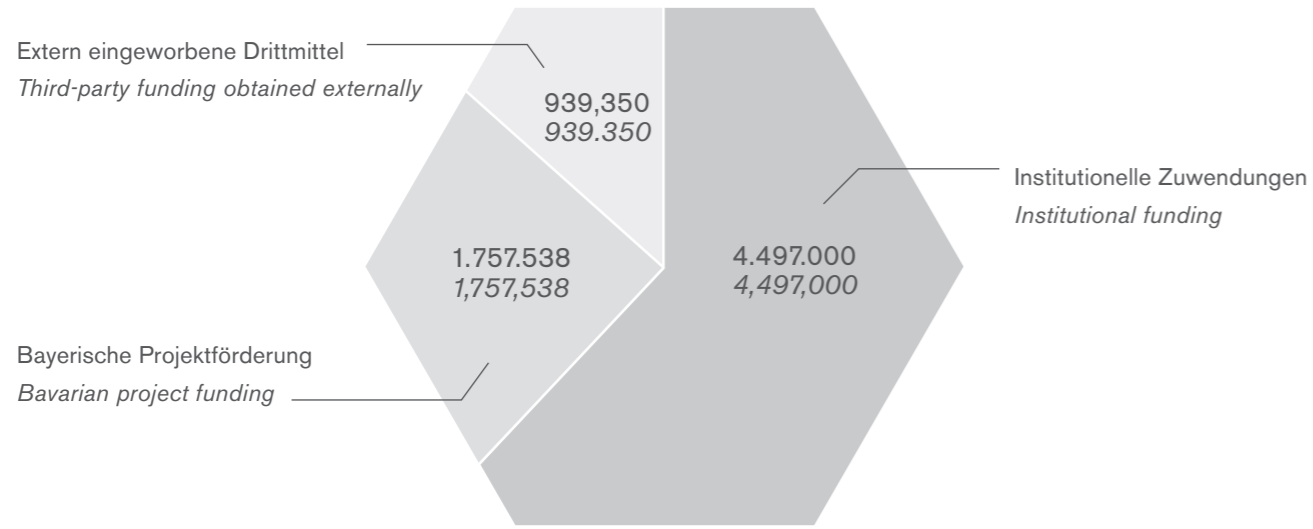 Extern eingeworbene Drittmittel
Third-party funding obtained externally
939,350
939.350
Institutionelle Zuwendungen
Institutional funding
1.757.538
1,757,538
4.497.000
4,497,000
Bayerische Projektförderung
Bavarian project funding